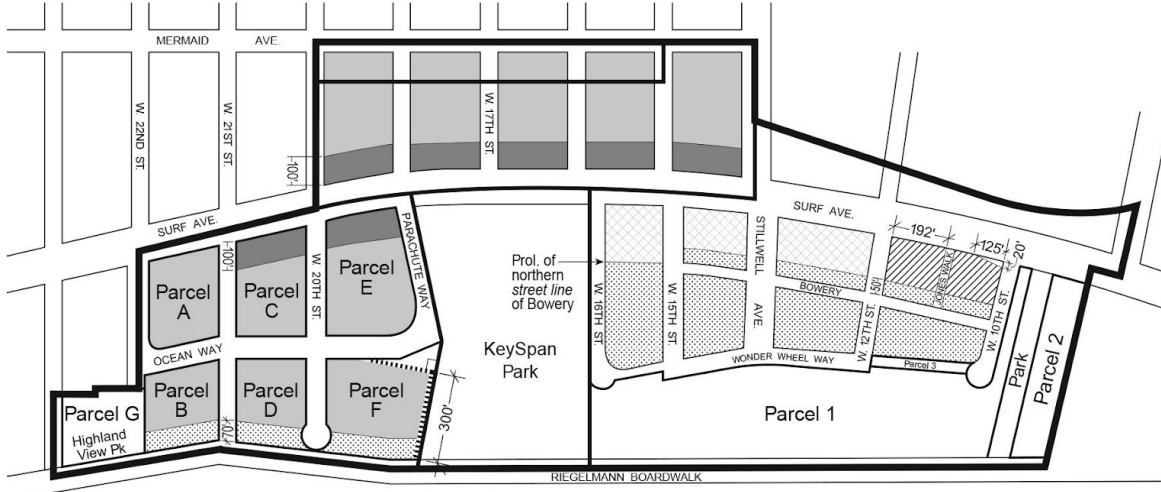 MERMAID AVE.
W. 22ND ST.
W. 21ST ST.
W. 17TH ST.
100'
SURF AVE.
SURF AVE.
100'
Parcel
A
Parcel
C
W. 20TH ST.
Parcel
E
PARACHUTE WAY
Prol. of
northern
street line
of Bowery
W. 16TH ST.
W. 15TH ST.
STILLWELL
AVE.
BOWERY
50'
W. 12TH ST.
192'
JONES WALK
125'
20'
W. 10TH ST.
OCEAN WAY
KeySpan
Park
WONDER WHEEL WAY
Parcel 3
Park
Parcel 2
Parcel G
Highland
View Pk
Parcel
B
70'
Parcel
D
Parcel
F
300'
Parcel 1
RIEGELMANN BOARDWALK